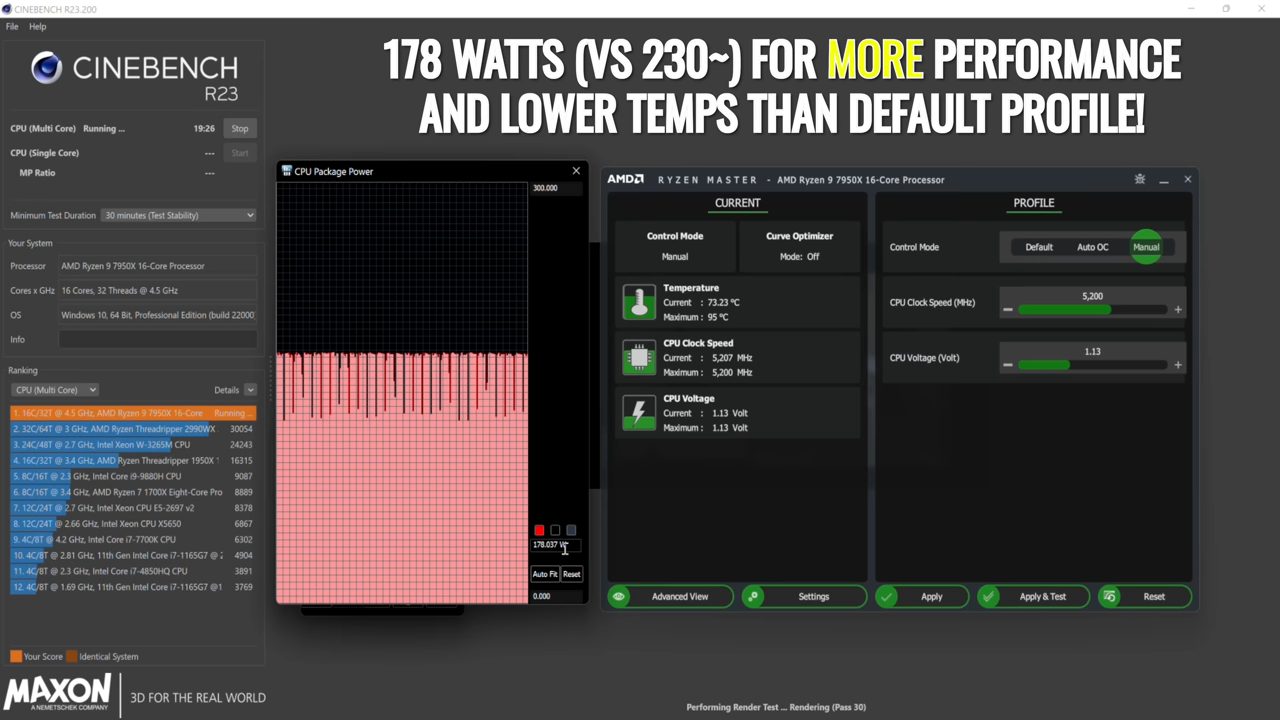 CINEBENCH R23.200
File Help
178 WATTS (VS 230~) FOR MORE PERFORMANCE
AND LOWER TEMPS THAN DEFAULT PROFILE!
CINEBENCH
R23
CPU (Multi Core) Running ... 19:26 Stop
CPU (Single Core) --- Start
MP Ratio ---
Minimum Test Duration 30 minutes (Test Stability)
Your System
Processor AMD Ryzen 9 7950X 16-Core Processor
Cores x GHz 16 Cores, 32 Threads @ 4.5 GHz
OS Windows 10, 64 Bit, Professional Edition (build 22000)
Info
Ranking
CPU (Multi Core) Details
1. 16C/32T @ 4.5 GHz, AMD Ryzen 9 7950X 16-Core Running ...
2. 32C/64T @ 3 GHz, AMD Ryzen Threadripper 2990WX 30054
3. 24C/48T @ 2.7 GHz, Intel Xeon W-3265M CPU 24243
4. 16C/32T @ 3.4 GHz, AMD Ryzen Threadripper 1950X 16315
5. 8C/16T @ 2.3 GHz, Intel Core i9-9880H CPU 9087
6. 8C/16T @ 3.4 GHz, AMD Ryzen 7 1700X Eight-Core Pro 8889
7. 12C/24T @ 2.7 GHz, Intel Xeon CPU E5-2697 v2 8378
8. 12C/24T @ 2.66 GHz, Intel Xeon CPU X5650 6867
9. 4C/8T @ 4.2 GHz, Intel Core i7-7700K CPU 6302
10. 4C/8T @ 2.81 GHz, 11th Gen Intel Core i7-1165G7 @ 4904
11. 4C/8T @ 2.3 GHz, Intel Core i7-4850HQ CPU 3891
12. 4C/8T @ 1.69 GHz, 11th Gen Intel Core i7-1165G7 @1 3769
Your Score Identical System
MAXON
A NEMETSCHEK COMPANY
3D FOR THE REAL WORLD
CPU Package Power
300.000
178.037 W
Auto Fit Reset
0.000
AMD RYZEN MASTER - AMD Ryzen 9 7950X 16-Core Processor
CURRENT
Control Mode
Manual
Curve Optimizer
Mode: Off
Temperature
Current : 73.23 ºC
Maximum : 95 ºC
CPU Clock Speed
Current : 5,207 MHz
Maximum : 5,200 MHz
CPU Voltage
Current : 1.13 Volt
Maximum : 1.13 Volt
PROFILE
Control Mode Default Auto OC Manual
CPU Clock Speed (MHz) 5,200
CPU Voltage (Volt) 1.13
Advanced View Settings Apply Apply & Test Reset
Performing Render Test ... Rendering (Pass 30)